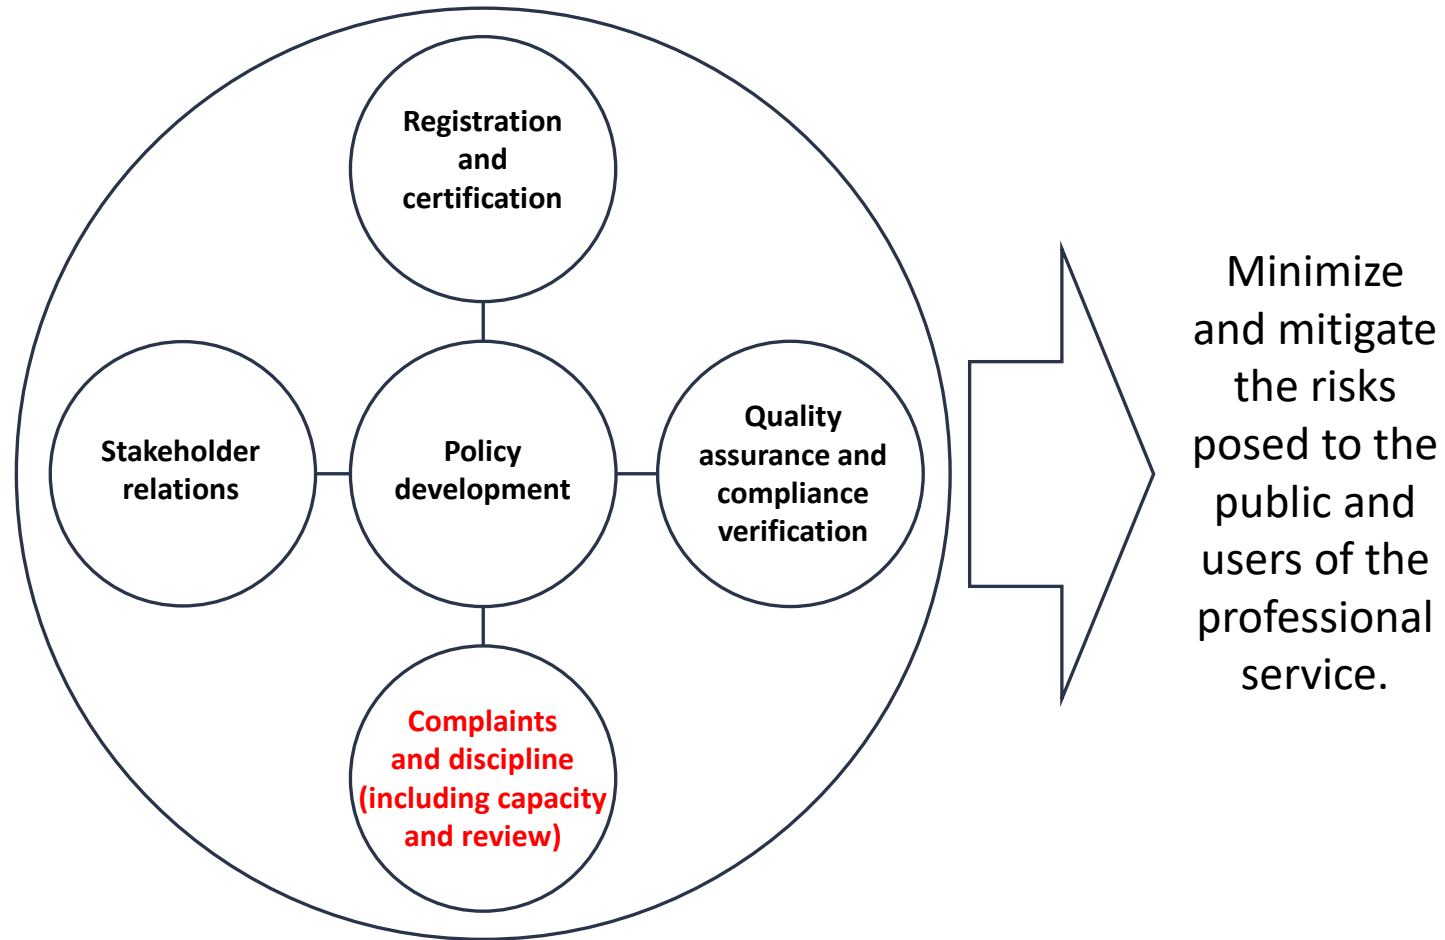 Registration
and
certification
Stakeholder
relations
Policy
development
Quality
assurance and
compliance
verification
Complaints
and discipline
(including capacity
and review)
Minimize
and mitigate
the risks
posed to the
public and
users of the
professional
service.